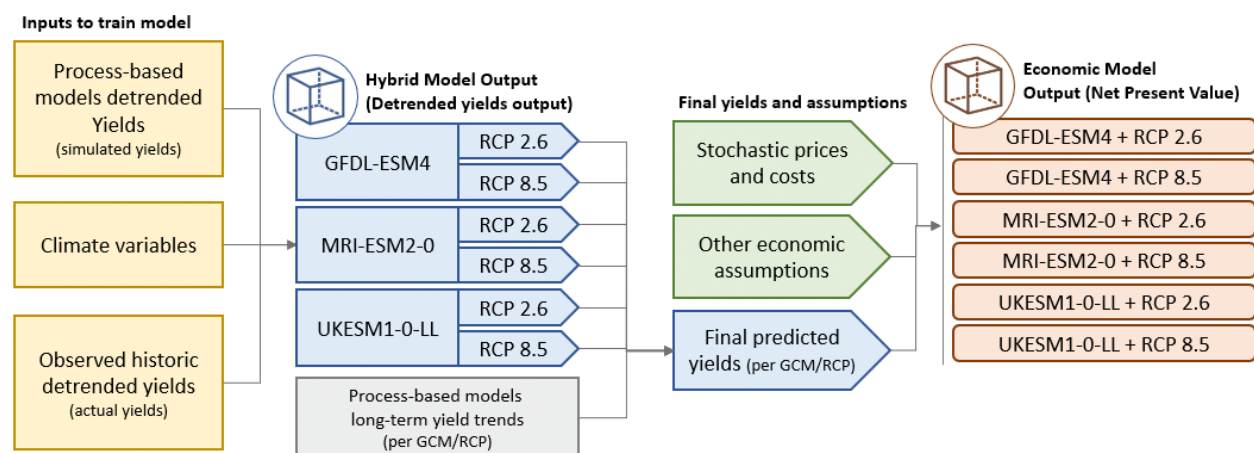 Inputs to train model
Process-based
models detrended
Yields
(simulated yields)
Climate variables
Observed historic
detrended yields
(actual yields)
Hybrid Model Output
(Detrended yields output)
GFDL-ESM4
RCP 2.6
RCP 8.5
MRI-ESM2-0
RCP 2.6
RCP 8.5
UKESM1-0-LL
RCP 2.6
RCP 8.5
Process-based models
long-term yield trends
(per GCM/RCP)
Final yields and assumptions
Stochastic prices
and costs
Other economic
assumptions
Final predicted
yields (per GCM/RCP)
Economic Model
Output (Net Present Value)
GFDL-ESM4 + RCP 2.6
GFDL-ESM4 + RCP 8.5
MRI-ESM2-0 + RCP 2.6
MRI-ESM2-0 + RCP 8.5
UKESM1-0-LL + RCP 2.6
UKESM1-0-LL + RCP 8.5